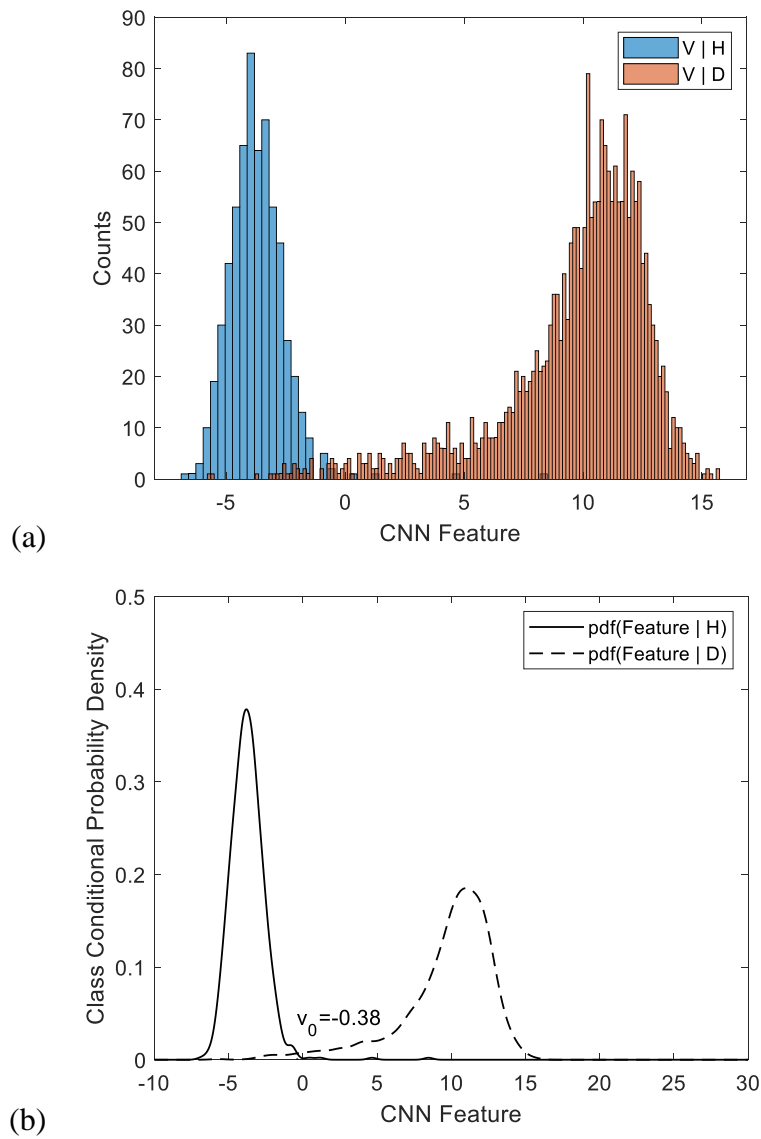 90
80
70
60
50
40
30
20
10
0
Counts
V | H
V | D
-5 0 5 10 15
CNN Feature
(a)
0.5
0.4
0.3
0.2
0.1
0
Class Conditional Probability Density
pdf(Feature | H)
pdf(Feature | D)
v0=-0.38
-10 -5 0 5 10 15 20 25 30
CNN Feature
(b)